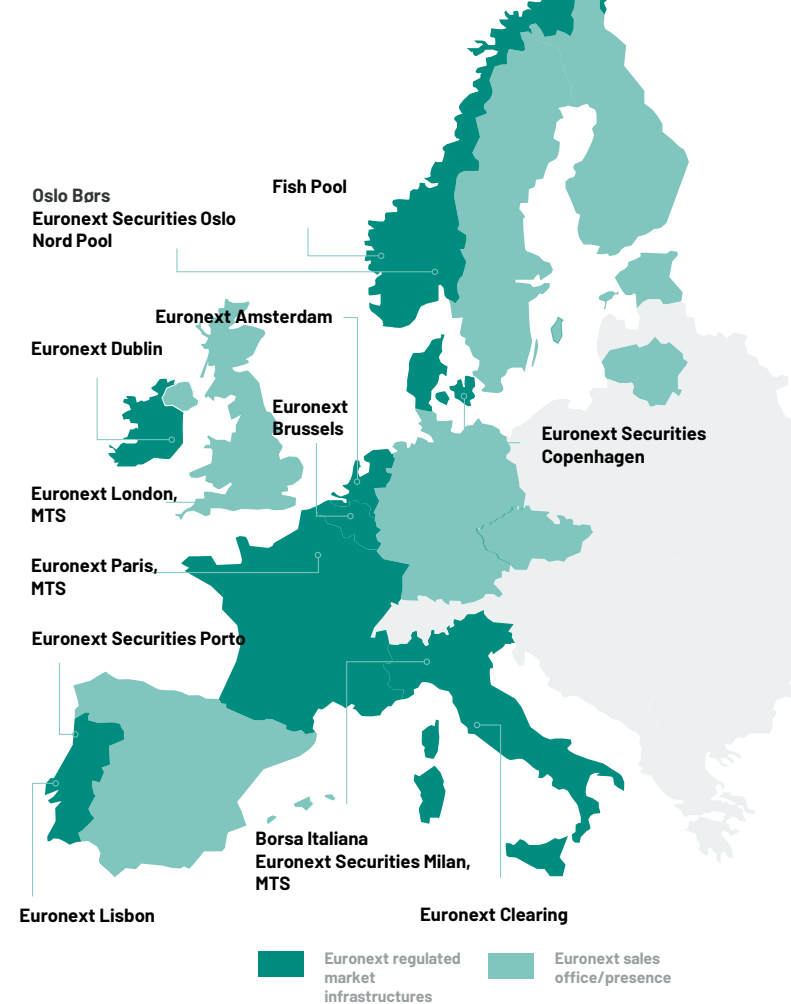 Fish Pool
Oslo Børs
Euronext Securities Oslo
Nord Pool
Euronext Amsterdam
Euronext Dublin
Euronext
Brussels
Euronext Securities
Copenhagen
Euronext London,
MTS
Euronext Paris,
MTS
Euronext Securities Porto
Borsa Italiana
Euronext Securities Milan,
MTS
Euronext Lisbon
Euronext Clearing
Euronext regulated
market
infrastructures
Euronext sales
office/presence